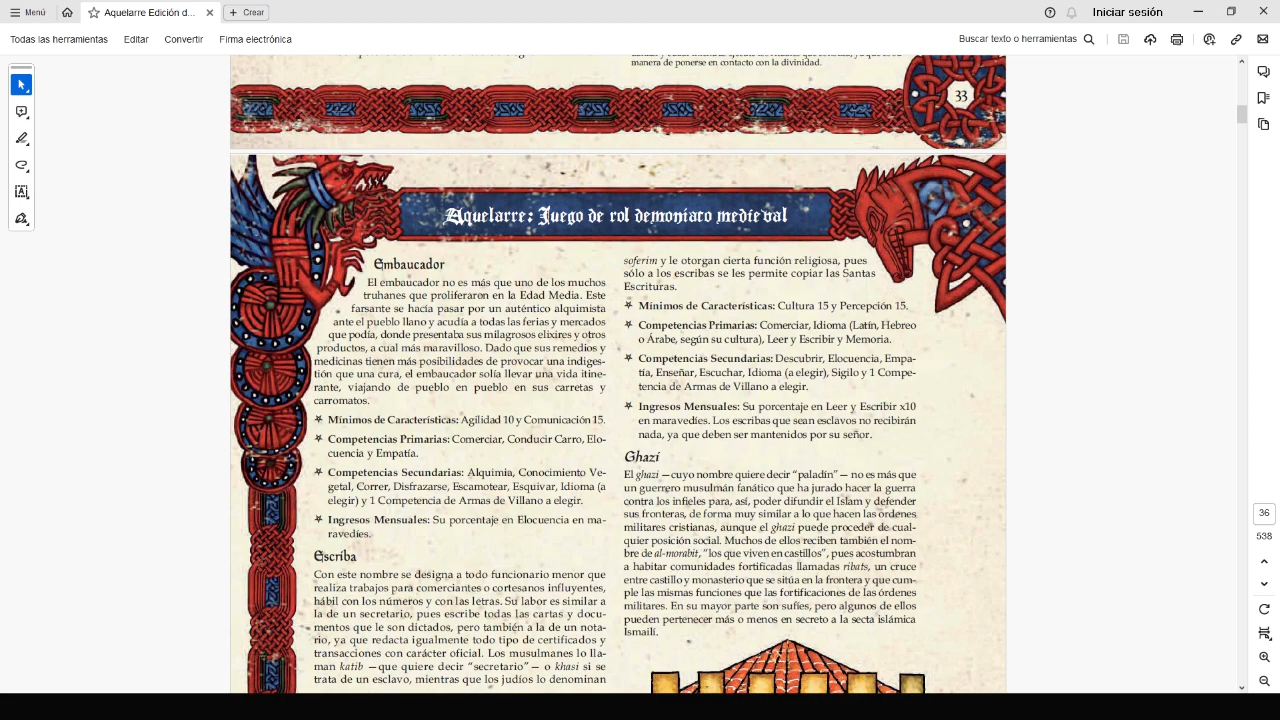 Menú
Aquelarre Edición d...
Crear
Iniciar sesión
Todas las herramientas
Editar
Convertir
Firma electrónica
Buscar texto o herramientas
manera de ponerse en contacto con la divinidad.
33
Aquelarre: Juego de rol demoníaco medieval
Embaucador
El embaucador no es más que uno de los muchos
truhanes que proliferaron en la Edad Media. Este
farsante se hacía pasar por un auténtico alquimista
ante el pueblo llano y acudía a todas las ferias y mercados
que podía, donde presentaba sus milagrosos elixires y otros
productos, a cual más maravilloso. Dado que sus remedios y
medicinas tienen más posibilidades de provocar una indiges-
tión que una cura, el embaucador solía llevar una vida itine-
rante, viajando de pueblo en pueblo en sus carretas y
carromatos.
Mínimos de Características: Agilidad 10 y Comunicación 15.
Competencias Primarias: Comerciar, Conducir Carro, Elo-
cuencia y Empatía.
Competencias Secundarias: Alquimia, Conocimiento Ve-
getal, Correr, Disfrazarse, Escamotear, Esquivar, Idioma (a
elegir) y 1 Competencia de Armas de Villano a elegir.
Ingresos Mensuales: Su porcentaje en Elocuencia en ma-
ravedíes.
Escriba
Con este nombre se designa a todo funcionario menor que
realiza trabajos para comerciantes o cortesanos influyentes,
hábil con los números y con las letras. Su labor es similar a
la de un secretario, pues escribe todas las cartas y docu-
mentos que le son dictados, pero también a la de un nota-
rio, ya que redacta igualmente todo tipo de certificados y
transacciones con carácter oficial. Los musulmanes lo lla-
man katib —que quiere decir “secretario”— o khasi si se
trata de un esclavo, mientras que los judíos lo denominan
soferim y le otorgan cierta función religiosa, pues
sólo a los escribas se les permite copiar las Santas
Escrituras.
Mínimos de Características: Cultura 15 y Percepción 15.
Competencias Primarias: Comerciar, Idioma (Latín, Hebreo
o Árabe, según su cultura), Leer y Escribir y Memoria.
Competencias Secundarias: Descubrir, Elocuencia, Empa-
tía, Enseñar, Escuchar, Idioma (a elegir), Sigilo y 1 Compe-
tencia de Armas de Villano a elegir.
Ingresos Mensuales: Su porcentaje en Leer y Escribir x10
en maravedíes. Los escribas que sean esclavos no recibirán
nada, ya que deben ser mantenidos por su señor.
Ghazi
El ghazi —cuyo nombre quiere decir “paladín”— no es más que
un guerrero musulmán fanático que ha jurado hacer la guerra
contra los infieles para, así, poder difundir el Islam y defender
sus fronteras, de forma muy similar a lo que hacen las órdenes
militares cristianas, aunque el ghazi puede proceder de cual-
quier posición social. Muchos de ellos reciben también el nom-
bre de al-morabit, “los que viven en castillos”, pues acostumbran
a habitar comunidades fortificadas llamadas ribats, un cruce
entre castillo y monasterio que se sitúa en la frontera y que cum-
ple las mismas funciones que las fortificaciones de las órdenes
militares. En su mayor parte son sufíes, pero algunos de ellos
pueden pertenecer más o menos en secreto a la secta islámica
Ismailí.
36
538